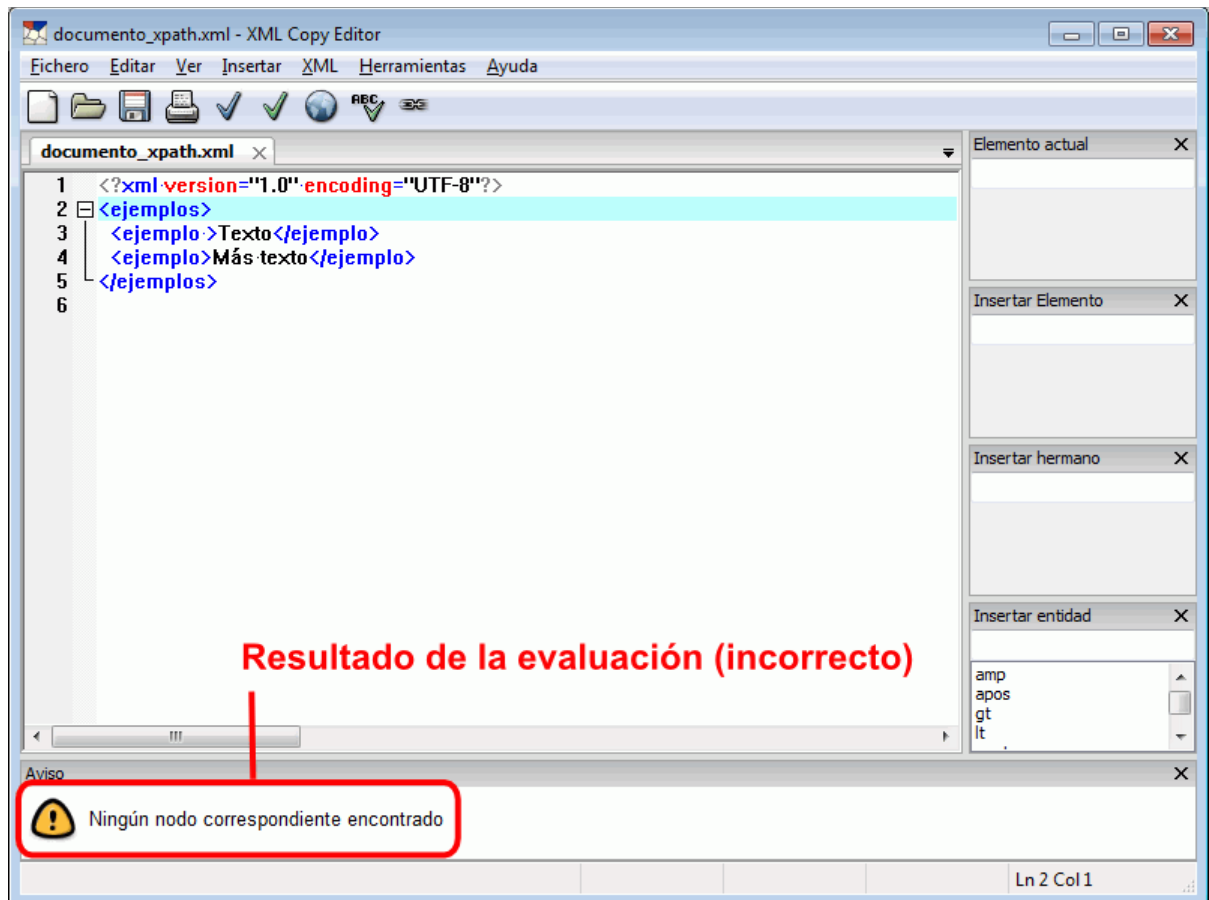 documento_xpath.xml - XML Copy Editor
Fichero Editar Ver Insertar XML Herramientas Ayuda
ABC
documento_xpath.xml
1 <?xml·version="1.0"·encoding="UTF-8"?>
2 <ejemplos>
3 <ejemplo·>Texto</ejemplo>
4 <ejemplo>Más·texto</ejemplo>
5 </ejemplos>
6
Elemento actual
Insertar Elemento
Insertar hermano
Insertar entidad
amp
apos
gt
lt
Resultado de la evaluación (incorrecto)
Aviso
Ningún nodo correspondiente encontrado
Ln 2 Col 1